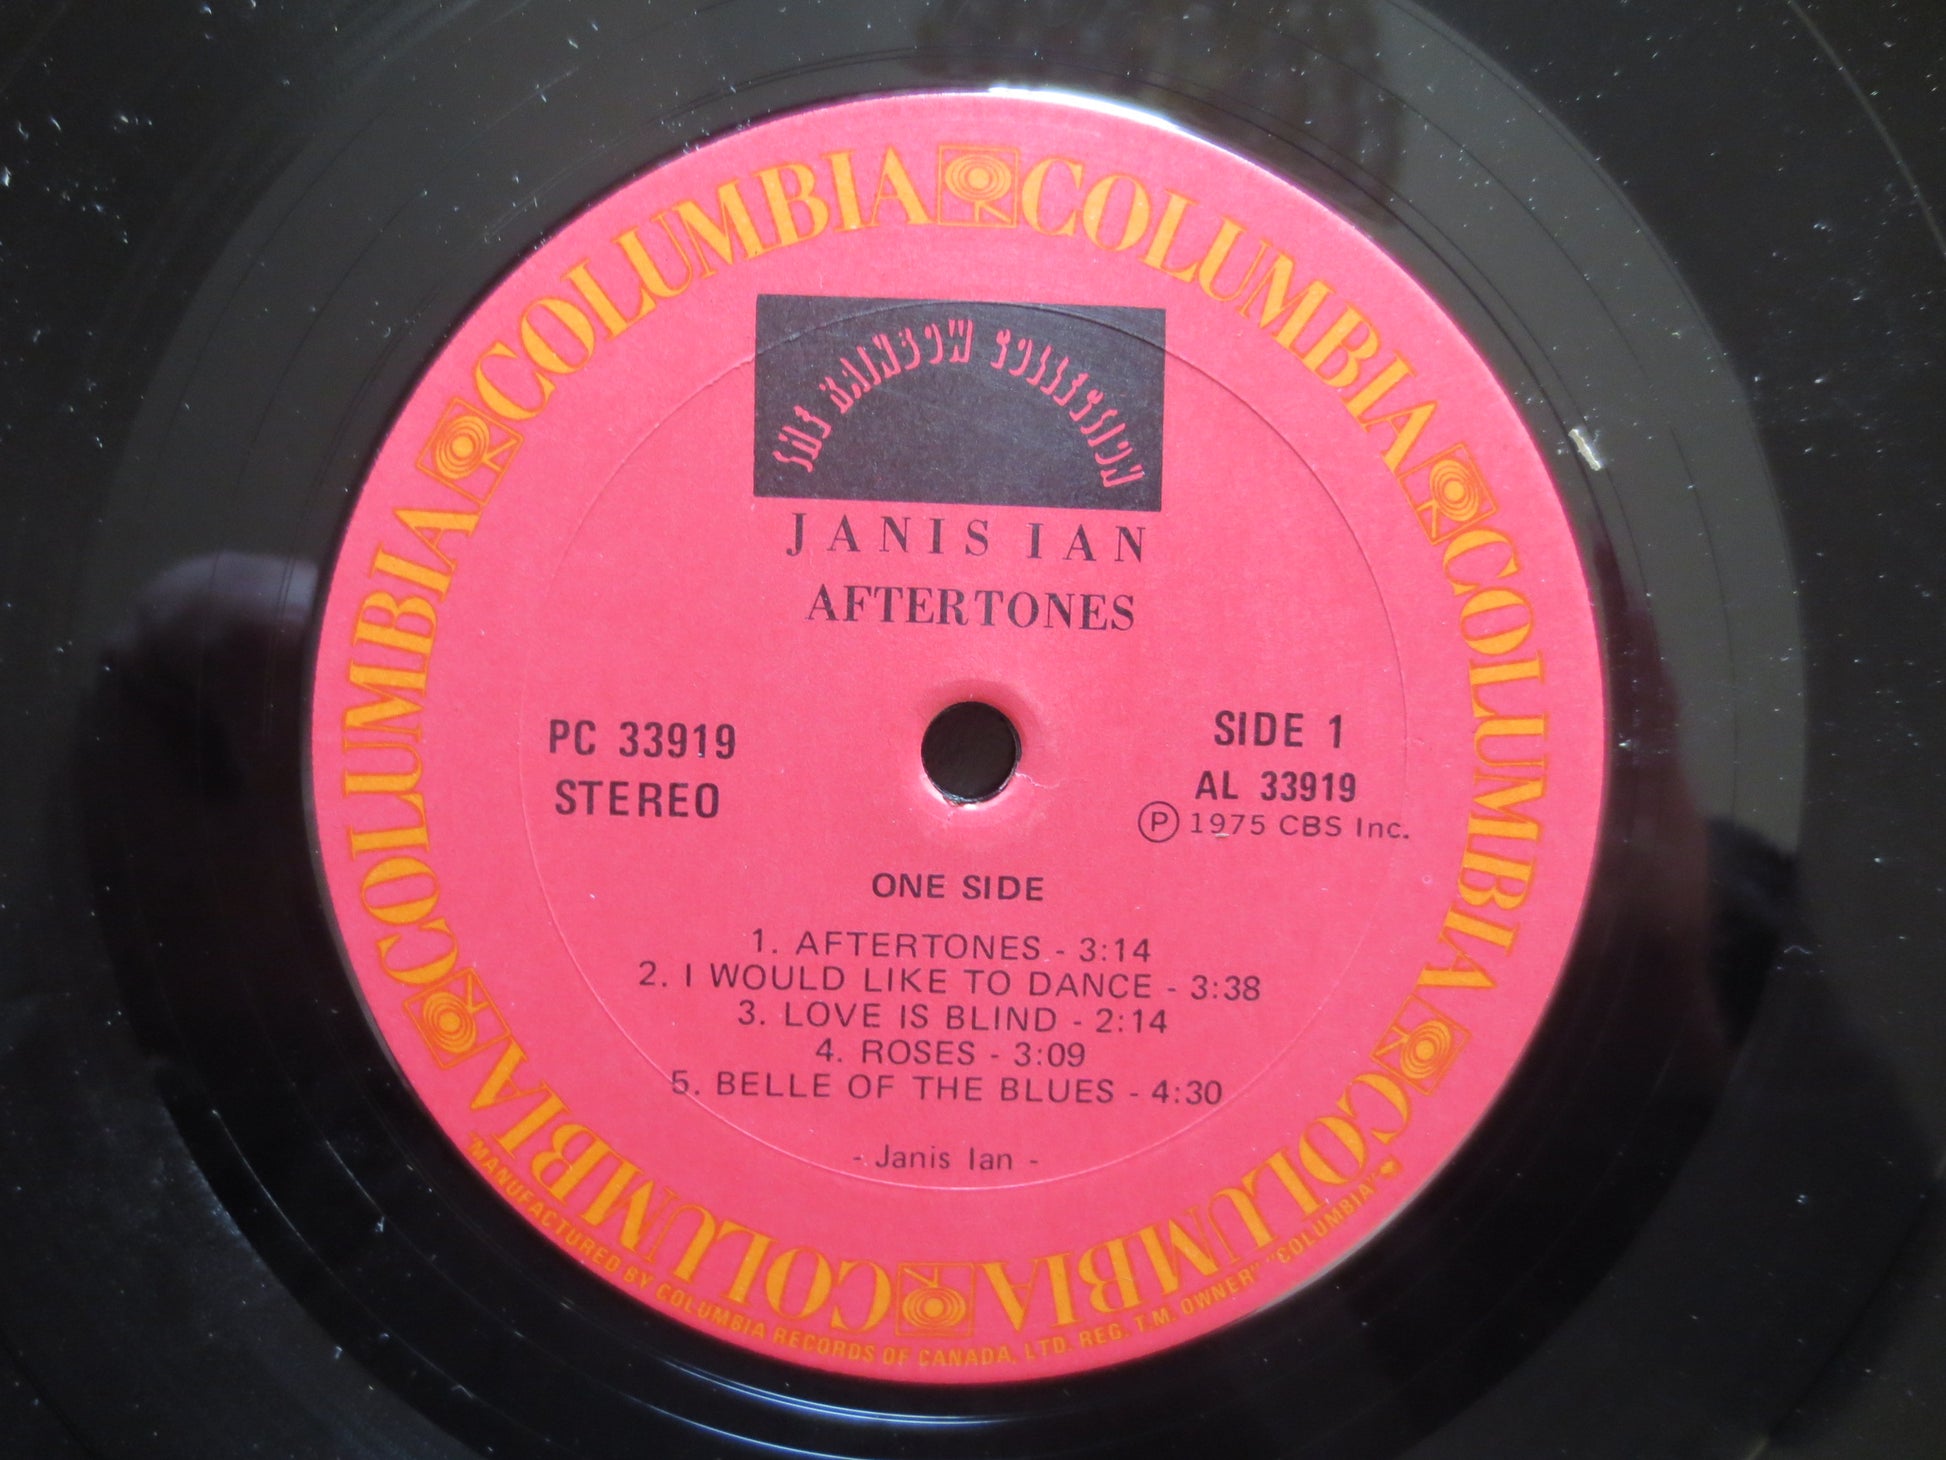 COLUMBIA COLUMBIA COLUMBIA COLUMBIA COLUMBIA COLUMBIA
THE RAINBOW COLLECTION
JANIS IAN
AFTERTONES
PC 33919
STEREO
SIDE 1
AL 33919
Ⓟ 1975 CBS Inc.
ONE SIDE
1. AFTERTONES - 3:14
2. I WOULD LIKE TO DANCE - 3:38
3. LOVE IS BLIND - 2:14
4. ROSES - 3:09
5. BELLE OF THE BLUES - 4:30
- Janis Ian -
"MANUFACTURED BY COLUMBIA RECORDS OF CANADA, LTD. REG. T.M. OWNER" "COLUMBIA"